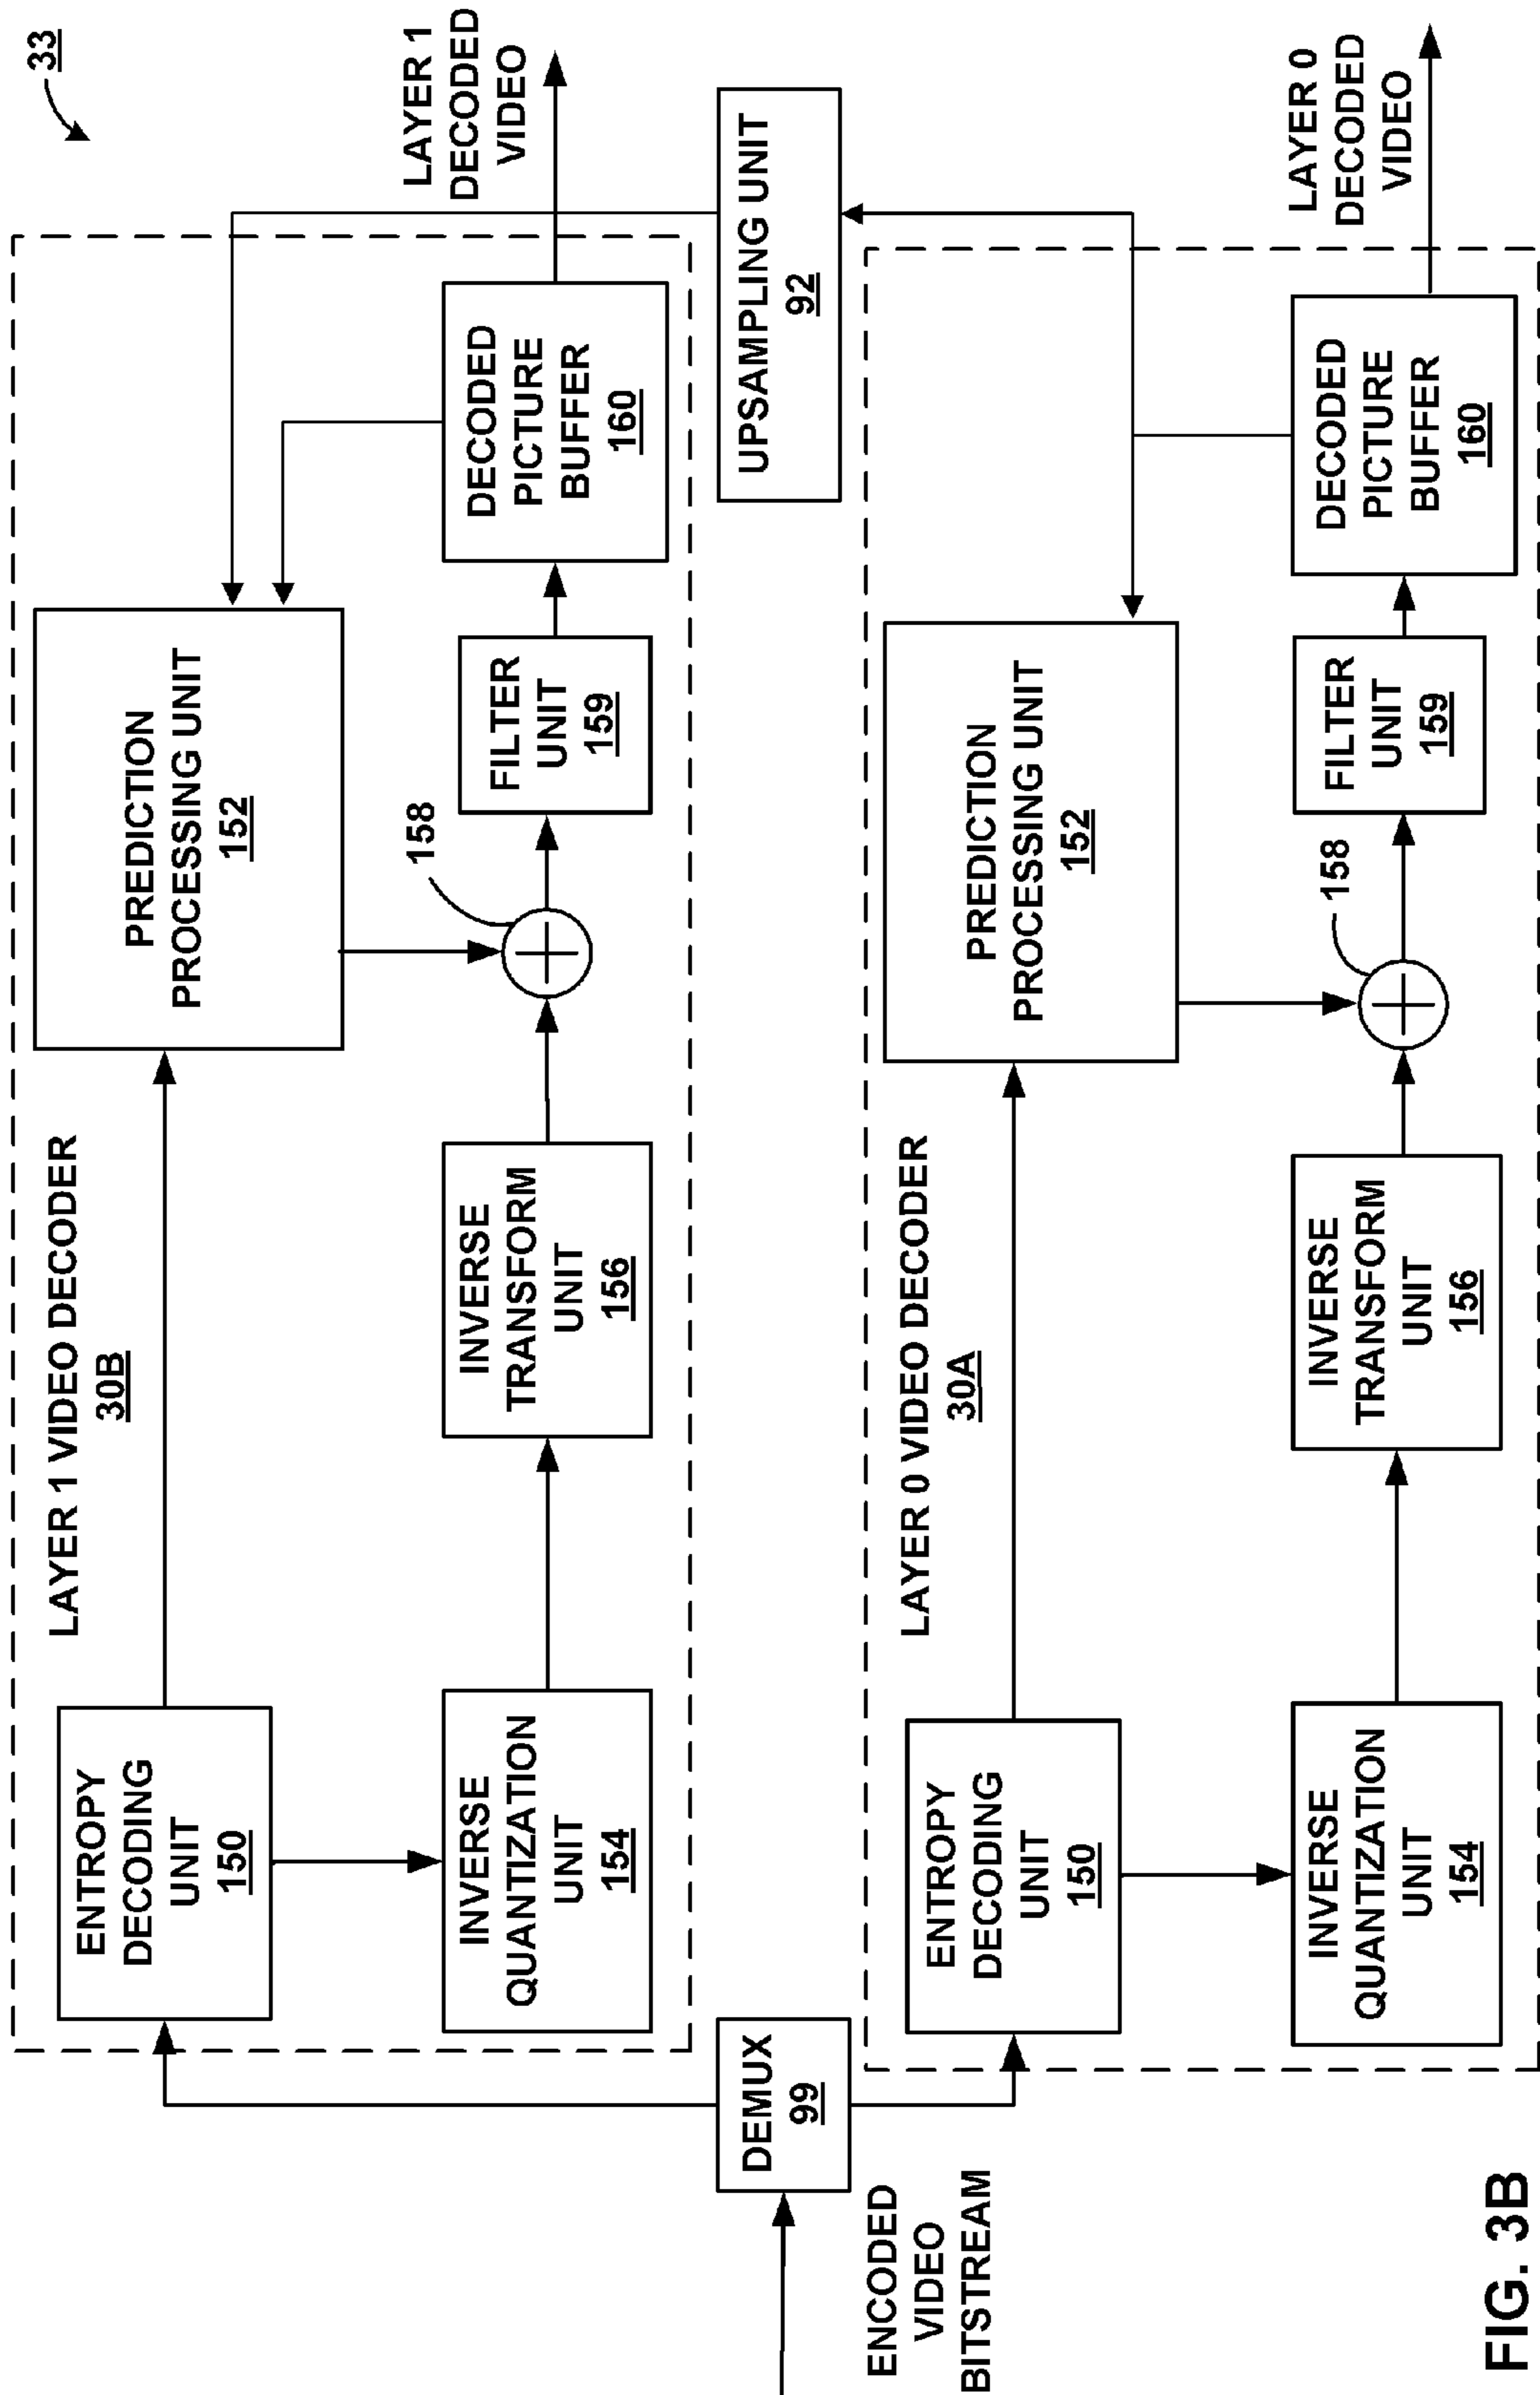 33
LAYER 1 VIDEO DECODER
30B
ENTROPY
DECODING
UNIT
150
PREDICTION
PROCESSING UNIT
152
INVERSE
QUANTIZATION
UNIT
154
INVERSE
TRANSFORM
UNIT
156
158
FILTER
UNIT
159
DECODED
PICTURE
BUFFER
160
LAYER 1
DECODED
VIDEO
DEMUX
99
UPSAMPLING UNIT
92
ENCODED
VIDEO
BITSTREAM
LAYER 0 VIDEO DECODER
30A
ENTROPY
DECODING
UNIT
150
PREDICTION
PROCESSING UNIT
152
INVERSE
QUANTIZATION
UNIT
154
INVERSE
TRANSFORM
UNIT
156
158
FILTER
UNIT
159
DECODED
PICTURE
BUFFER
160
LAYER 0
DECODED
VIDEO
FIG. 3B